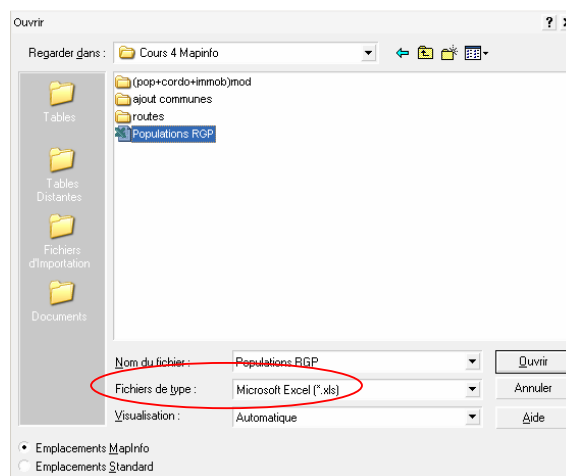 Ouvrir
Regarder dans : Cours 4 Mapinfo
(pop+cordo+immob)mod
ajout communes
routes
Populations RGP
Tables
Tables
Distantes
Fichiers
d'Importation
Documents
Nom du fichier : Populations RGP Ouvrir
Fichiers de type : Microsoft Excel (*.xls) Annuler
Visualisation : Automatique Aide
Emplacements MapInfo
Emplacements Standard